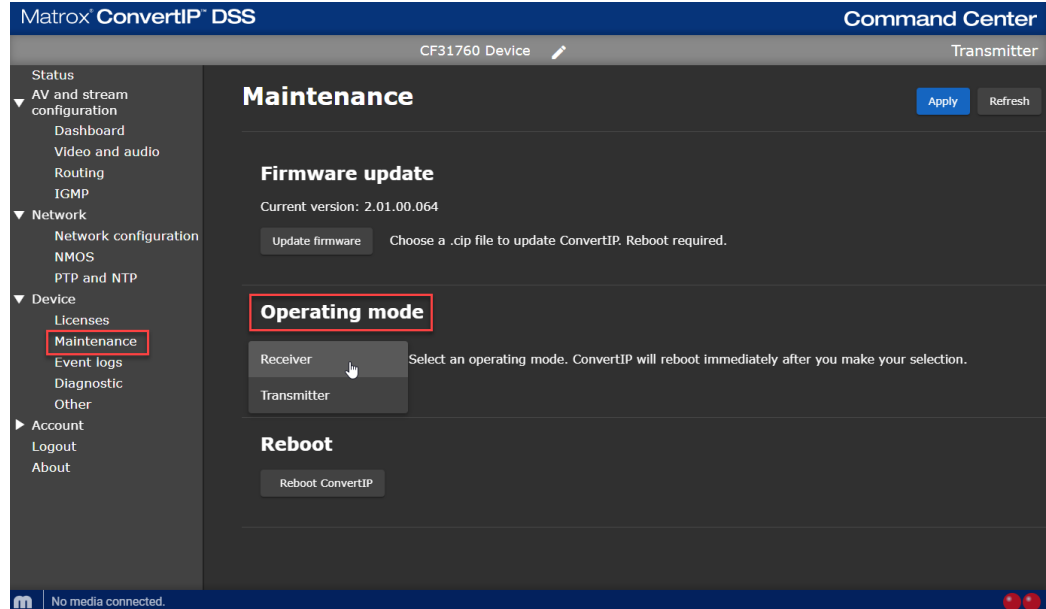 Matrox® ConvertIP™ DSS
Command Center
CF31760 Device
Transmitter
Status
AV and stream
configuration
Dashboard
Video and audio
Routing
IGMP
Network
Network configuration
NMOS
PTP and NTP
Device
Licenses
Maintenance
Event logs
Diagnostic
Other
Account
Logout
About
Maintenance
Apply
Refresh
Firmware update
Current version: 2.01.00.064
Update firmware
Choose a .cip file to update ConvertIP. Reboot required.
Operating mode
Receiver
Select an operating mode. ConvertIP will reboot immediately after you make your selection.
Transmitter
Reboot
Reboot ConvertIP
m
No media connected.